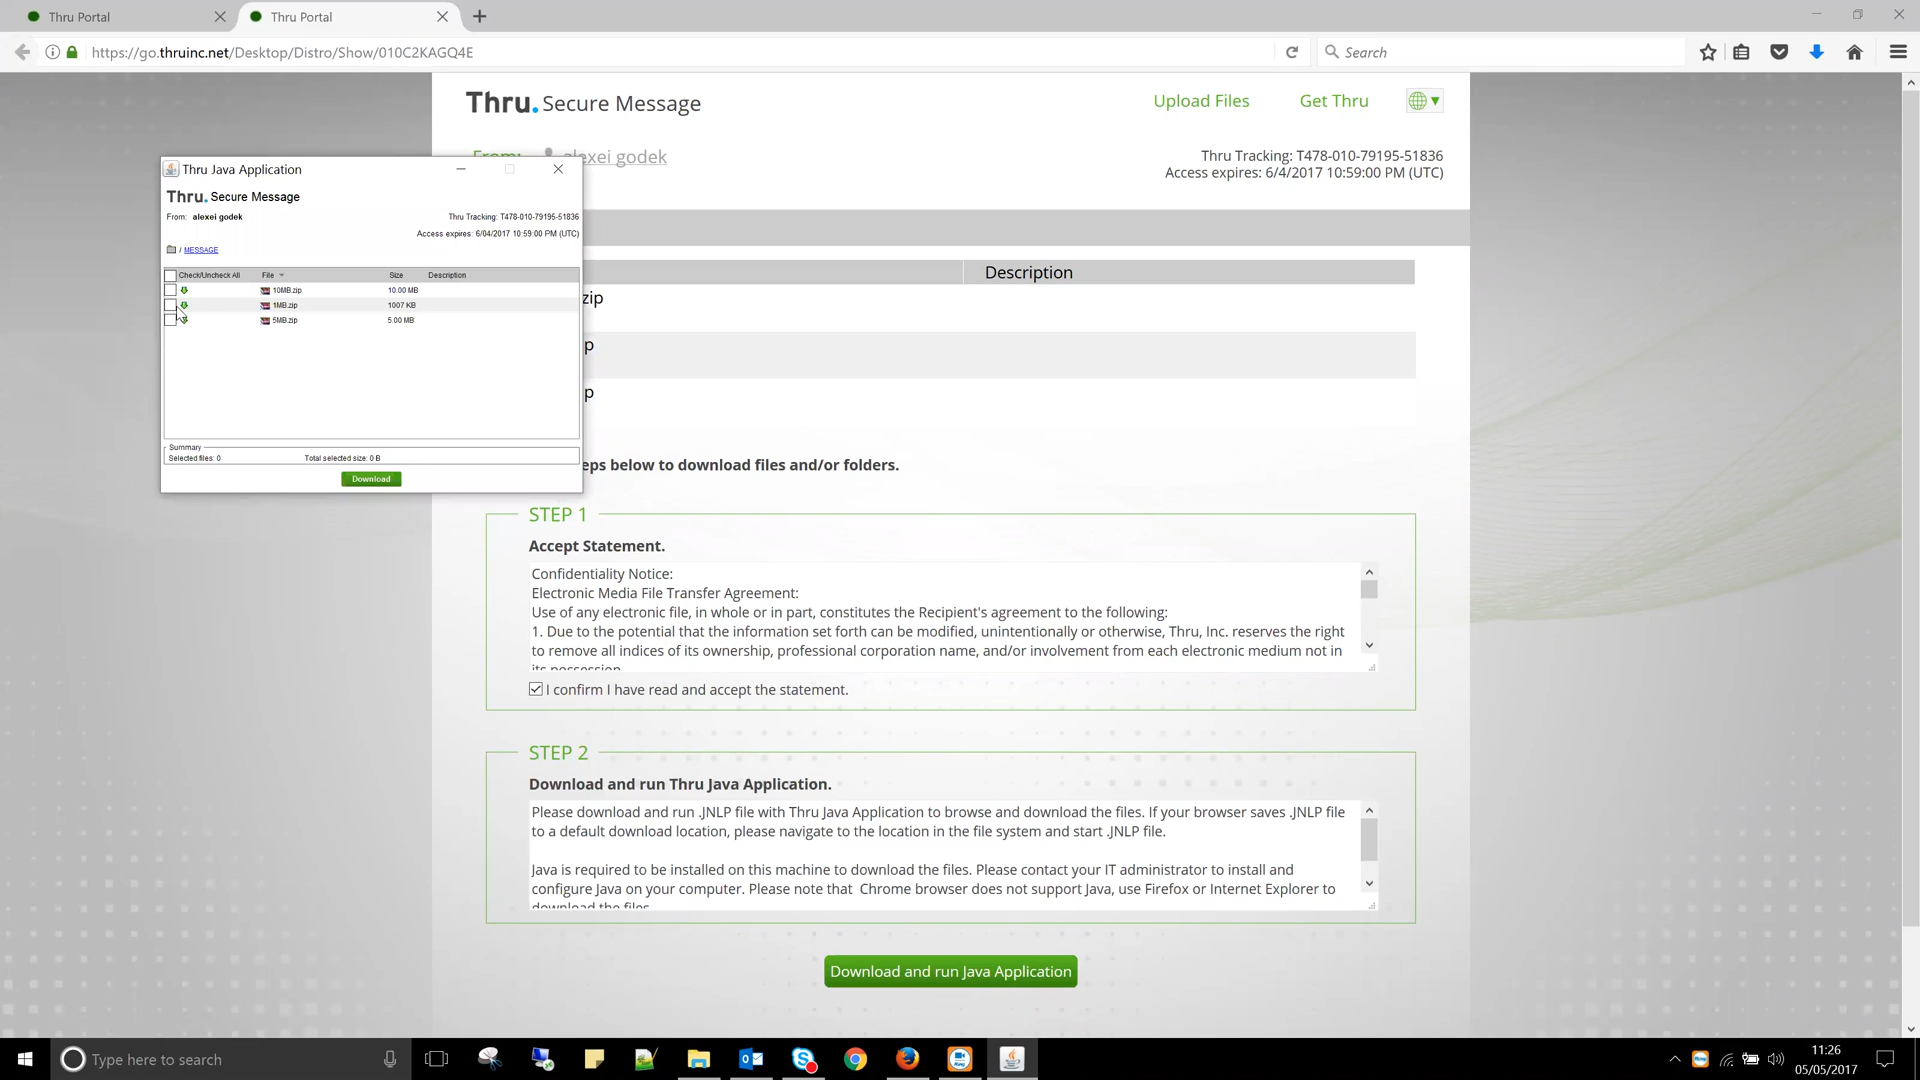 Thru Portal
Thru Portal
https://go.thruinc.net/Desktop/Distro/Show/010C2KAGQ4E
Search
Thru. Secure Message
Upload Files
Get Thru
alexei godek
Thru Tracking: T478-010-79195-51836
Access expires: 6/4/2017 10:59:00 PM (UTC)
Thru Java Application
Thru. Secure Message
From: alexei godek
Thru Tracking: T478-010-79195-51836
Access expires: 6/04/2017 10:59:00 PM (UTC)
/ MESSAGE
Check/Uncheck All File Size Description
10MB.zip 10.00 MB
1MB.zip 1007 KB
5MB.zip 5.00 MB
Summary
Selected files: 0 Total selected size: 0 B
Download
Description
zip
p
p
eps below to download files and/or folders.
STEP 1
Accept Statement.
Confidentiality Notice:
Electronic Media File Transfer Agreement:
Use of any electronic file, in whole or in part, constitutes the Recipient's agreement to the following:
1. Due to the potential that the information set forth can be modified, unintentionally or otherwise, Thru, Inc. reserves the right
to remove all indices of its ownership, professional corporation name, and/or involvement from each electronic medium not in
its possession.
I confirm I have read and accept the statement.
STEP 2
Download and run Thru Java Application.
Please download and run .JNLP file with Thru Java Application to browse and download the files. If your browser saves .JNLP file
to a default download location, please navigate to the location in the file system and start .JNLP file.
Java is required to be installed on this machine to download the files. Please contact your IT administrator to install and
configure Java on your computer. Please note that Chrome browser does not support Java, use Firefox or Internet Explorer to
download the files.
Download and run Java Application
Type here to search
11:26
05/05/2017